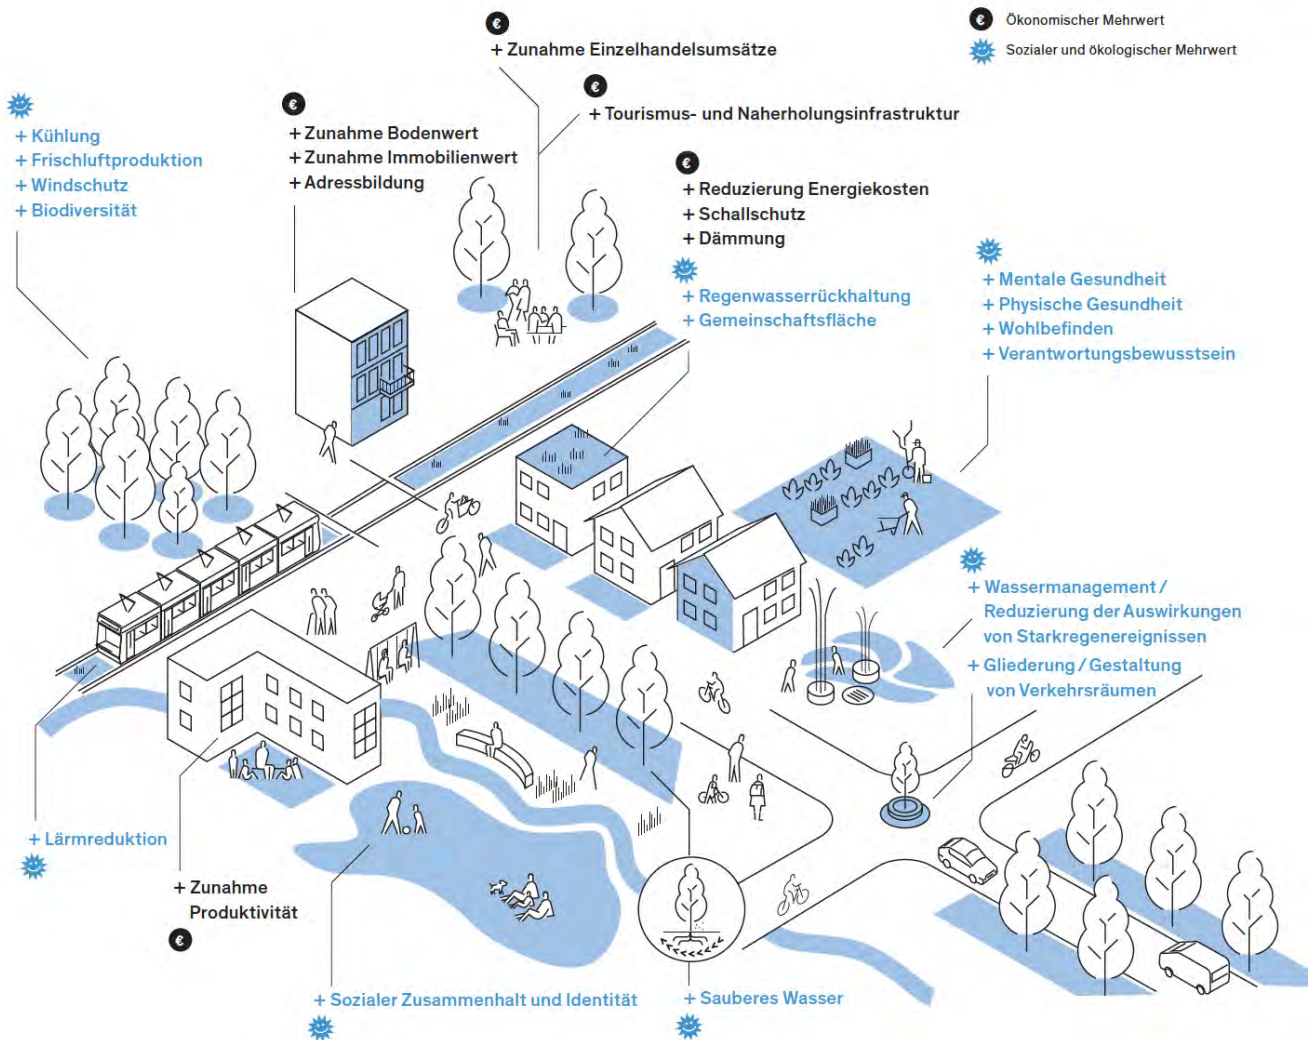 € Ökonomischer Mehrwert
Sozialer und ökologischer Mehrwert
€
+ Zunahme Einzelhandelsumsätze
€
+ Tourismus- und Naherholungsinfrastruktur
+ Kühlung
+ Frischluftproduktion
+ Windschutz
+ Biodiversität
€
+ Zunahme Bodenwert
+ Zunahme Immobilienwert
+ Adressbildung
€
+ Reduzierung Energiekosten
+ Schallschutz
+ Dämmung
+ Regenwasserrückhaltung
+ Gemeinschaftsfläche
+ Mentale Gesundheit
+ Physische Gesundheit
+ Wohlbefinden
+ Verantwortungsbewusstsein
+ Wassermanagement /
Reduzierung der Auswirkungen
von Starkregenereignissen
+ Gliederung / Gestaltung
von Verkehrsräumen
+ Lärmreduktion
+ Zunahme
Produktivität
€
+ Sozialer Zusammenhalt und Identität
+ Sauberes Wasser